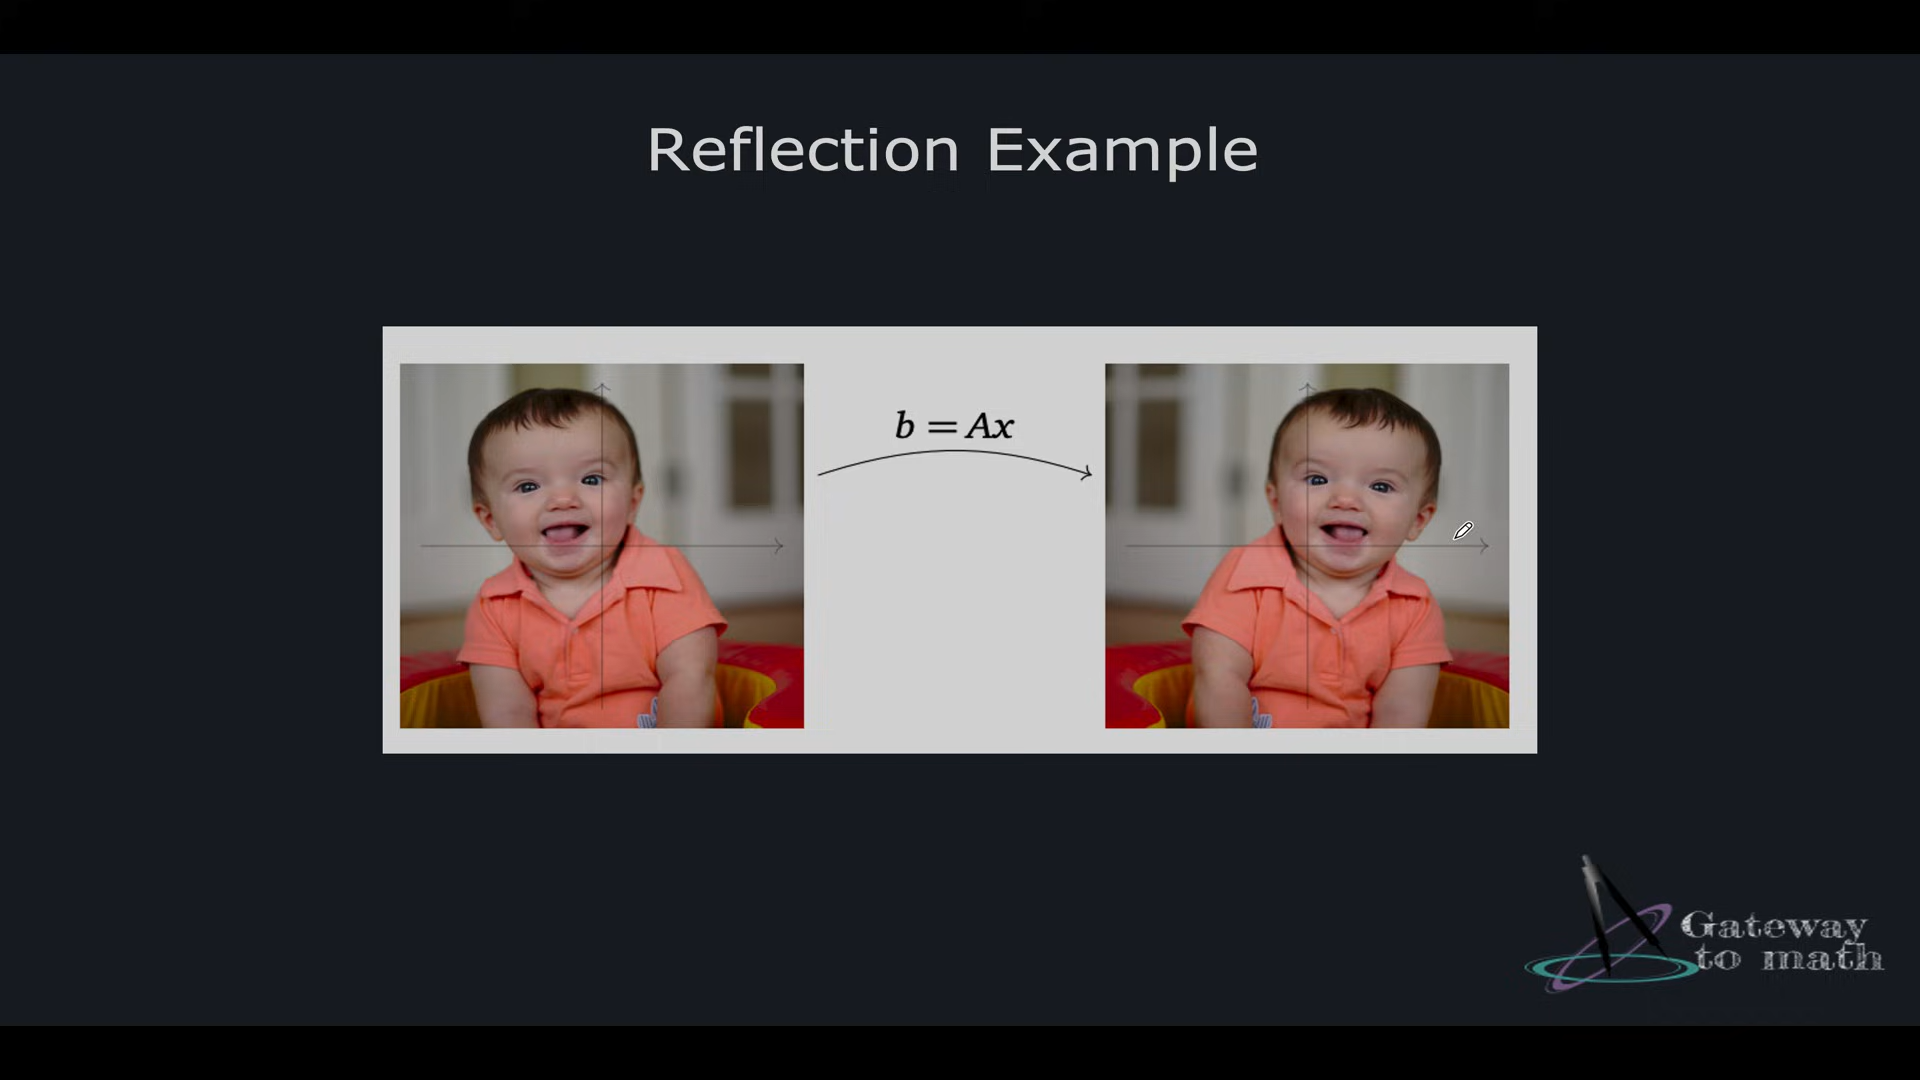 Reflection Example
b = Ax
Gateway
to math